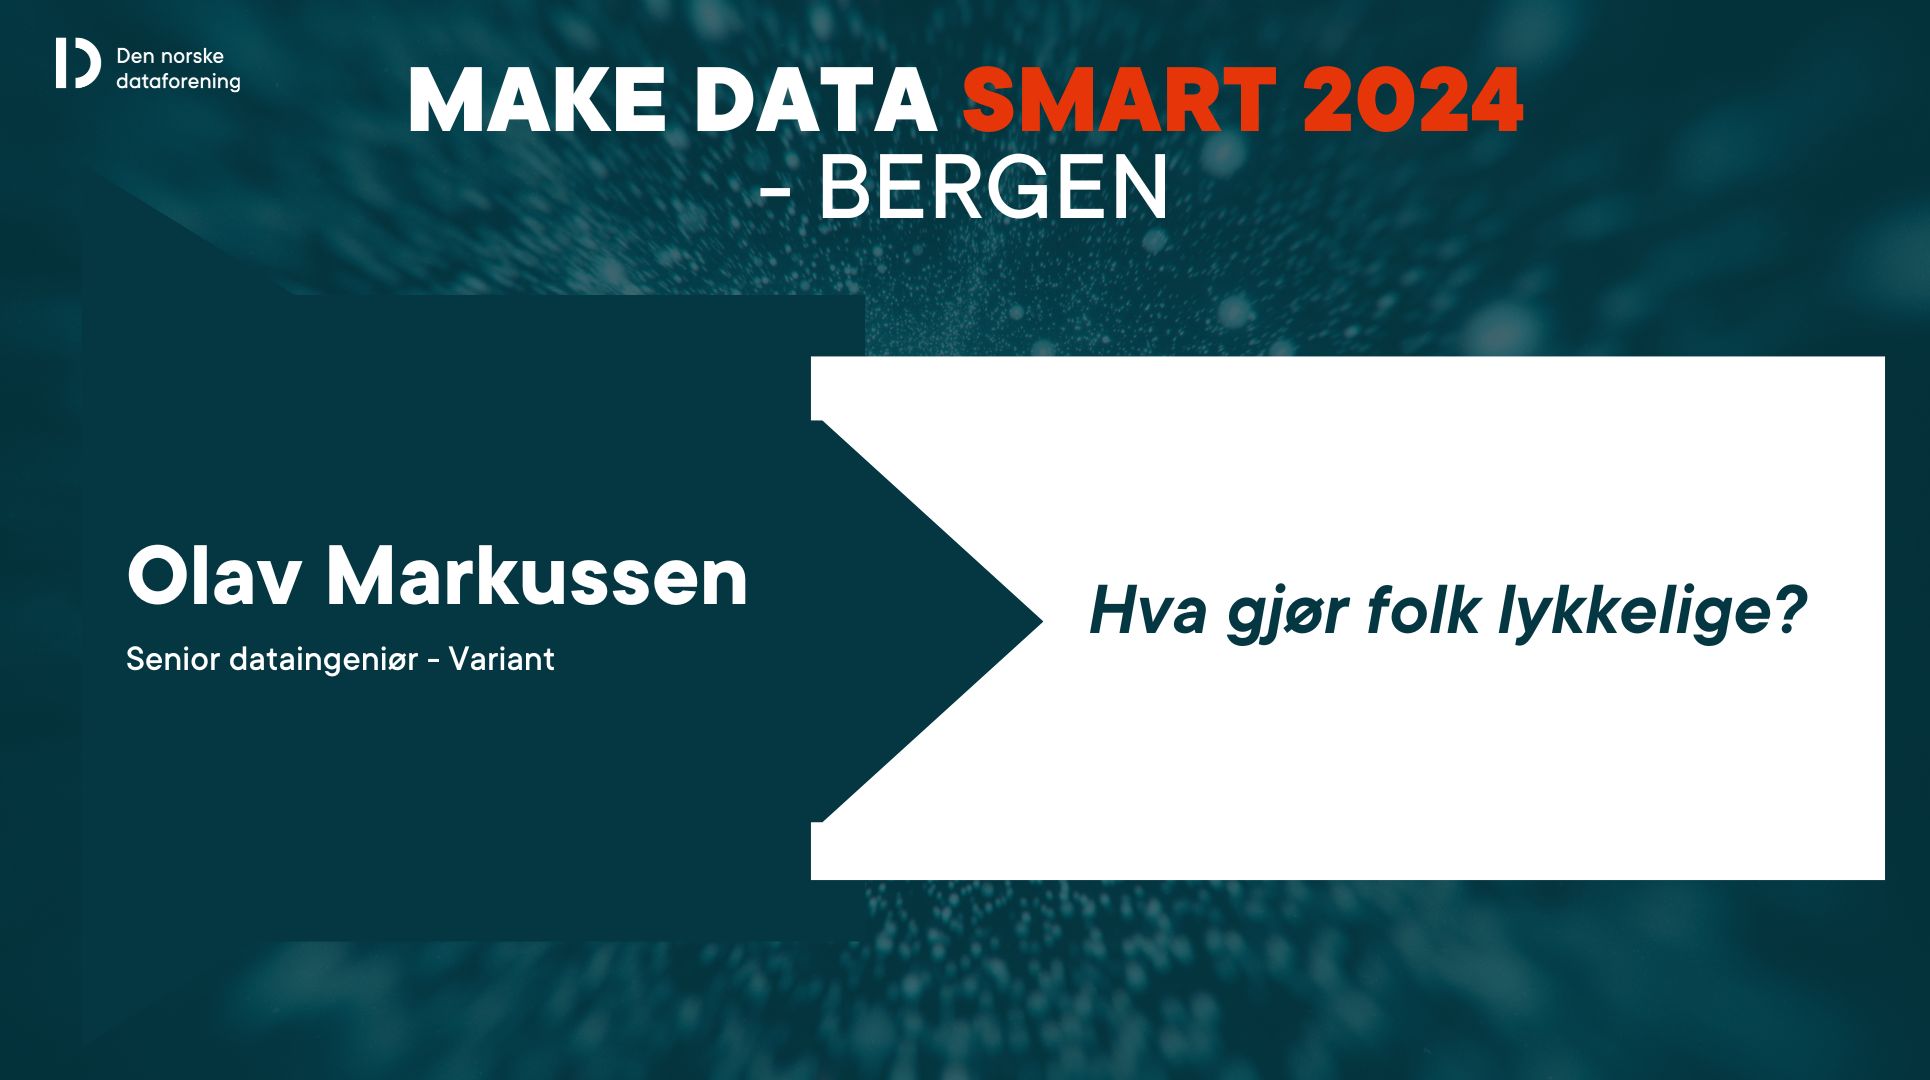 Den norske
dataforening
MAKE DATA SMART 2024
- BERGEN
Olav Markussen
Senior dataingeniør - Variant
Hva gjør folk lykkelige?